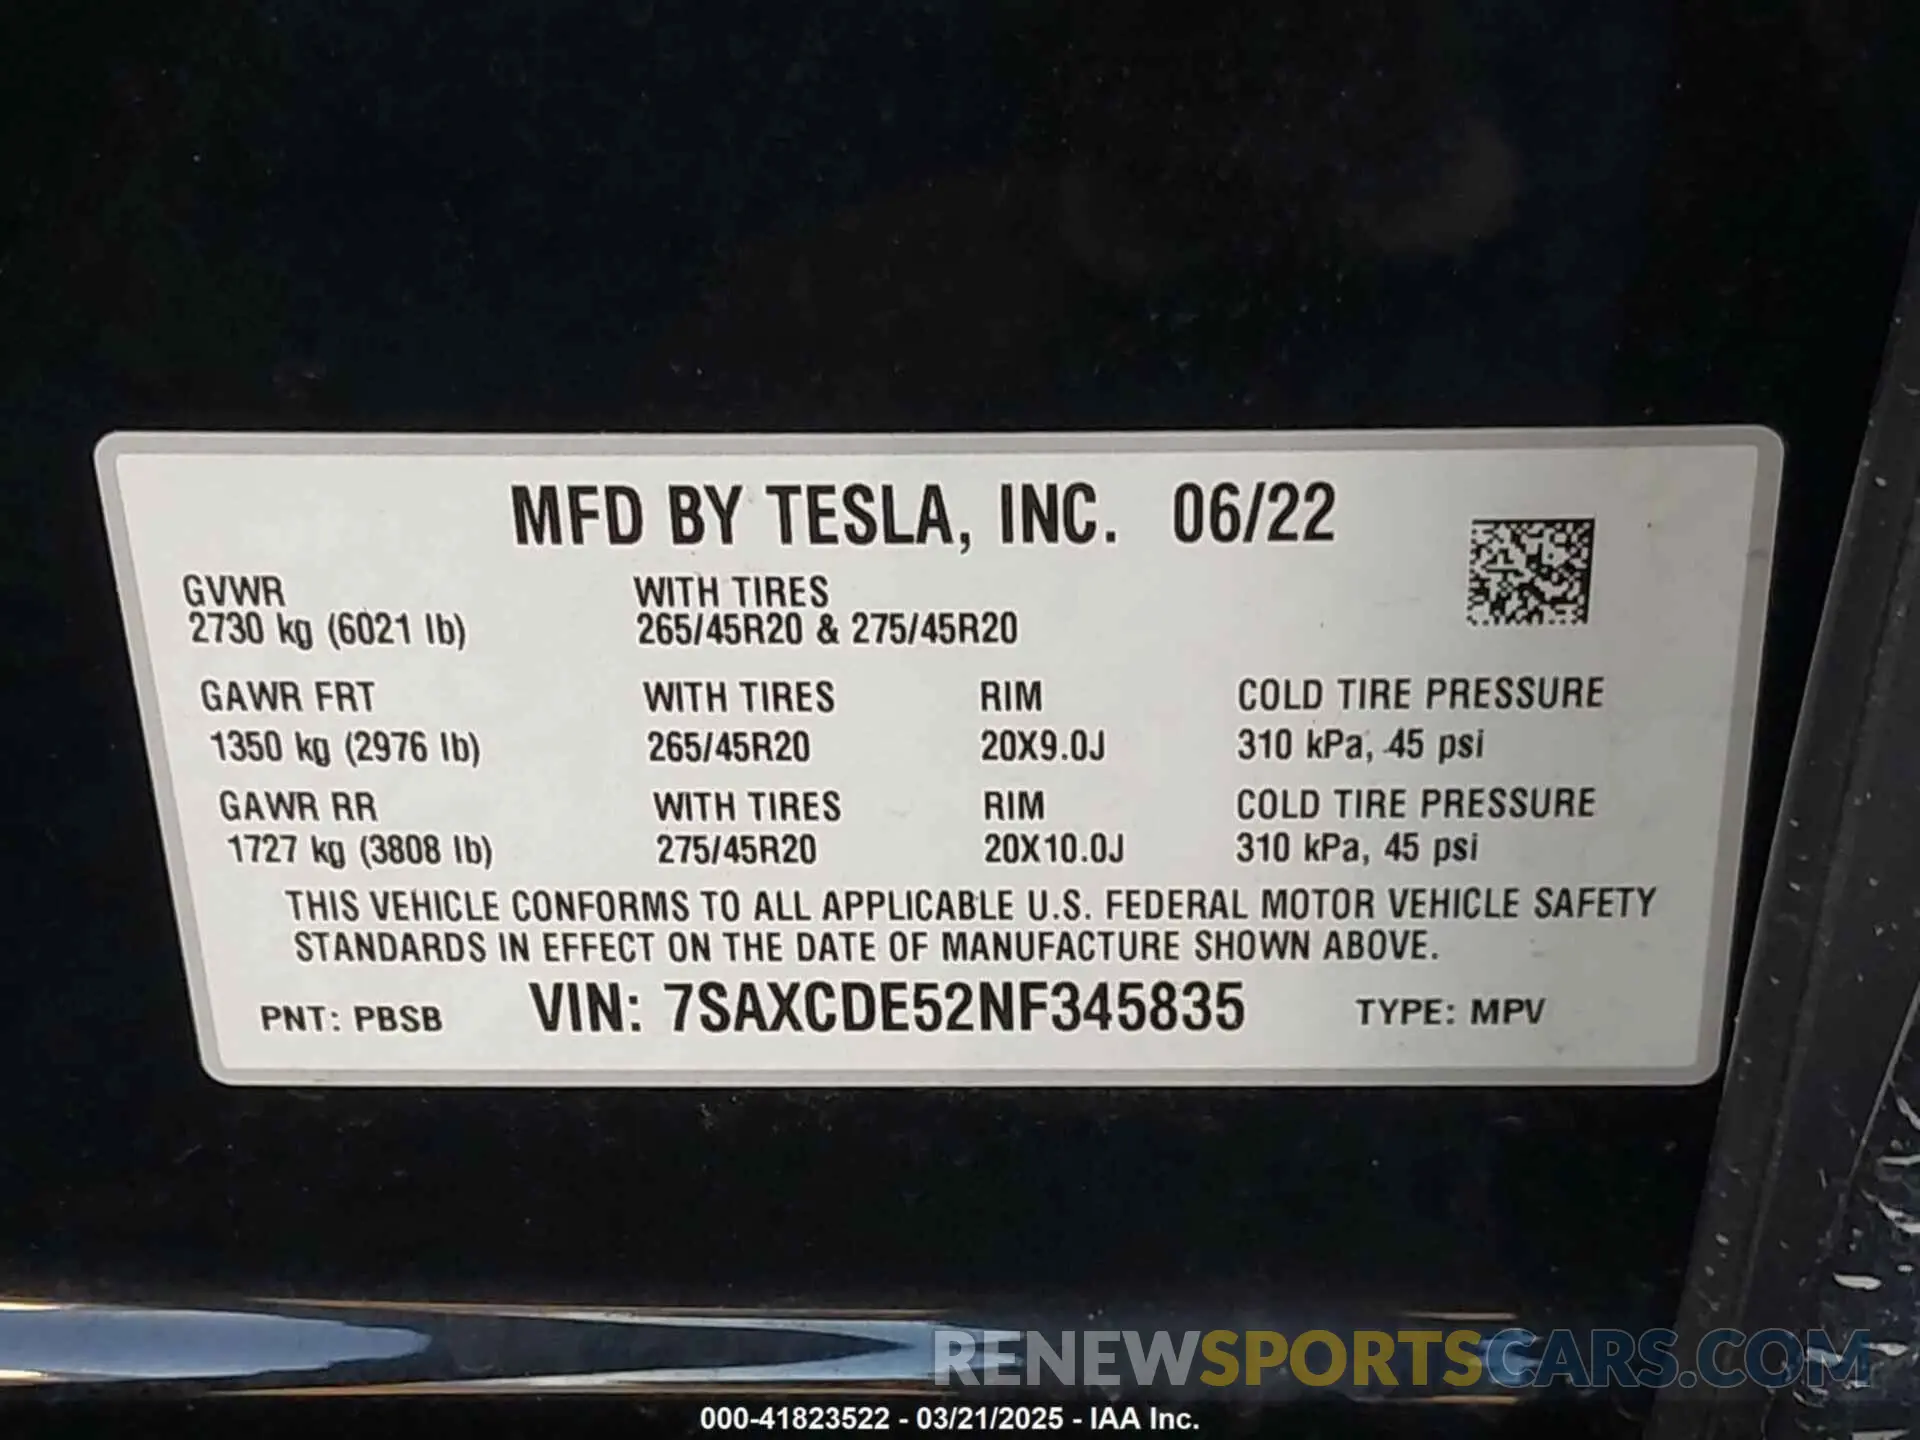 MFD BY TESLA, INC. 06/22
GVWR WITH TIRES
2730 kg (6021 lb) 265/45R20 & 275/45R20
GAWR FRT WITH TIRES RIM COLD TIRE PRESSURE
1350 kg (2976 lb) 265/45R20 20X9.0J 310 kPa, 45 psi
GAWR RR WITH TIRES RIM COLD TIRE PRESSURE
1727 kg (3808 lb) 275/45R20 20X10.0J 310 kPa, 45 psi
THIS VEHICLE CONFORMS TO ALL APPLICABLE U.S. FEDERAL MOTOR VEHICLE SAFETY
STANDARDS IN EFFECT ON THE DATE OF MANUFACTURE SHOWN ABOVE.
PNT: PBSB VIN: 7SAXCDE52NF345835 TYPE: MPV
RENEWSPORTSCARS.COM
000-41823522 - 03/21/2025 - IAA Inc.